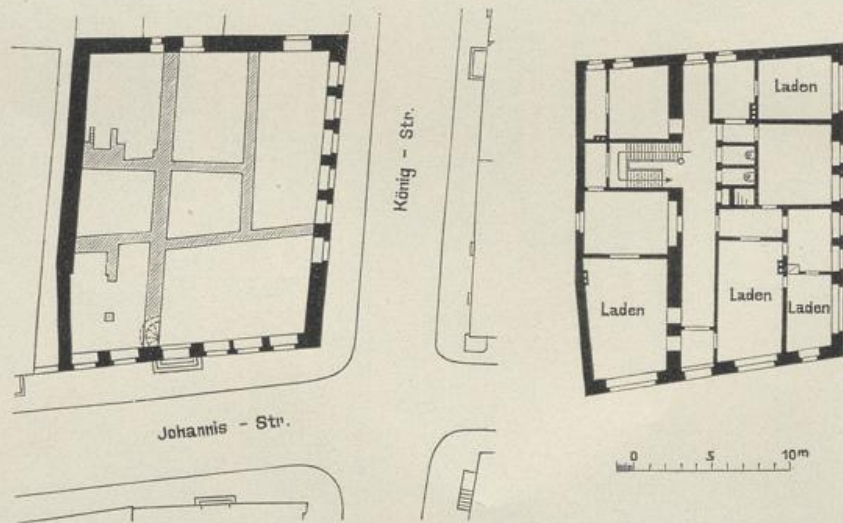 König - Str.
Johannis - Str.
Laden
Laden
Laden
Laden
0 5 10m